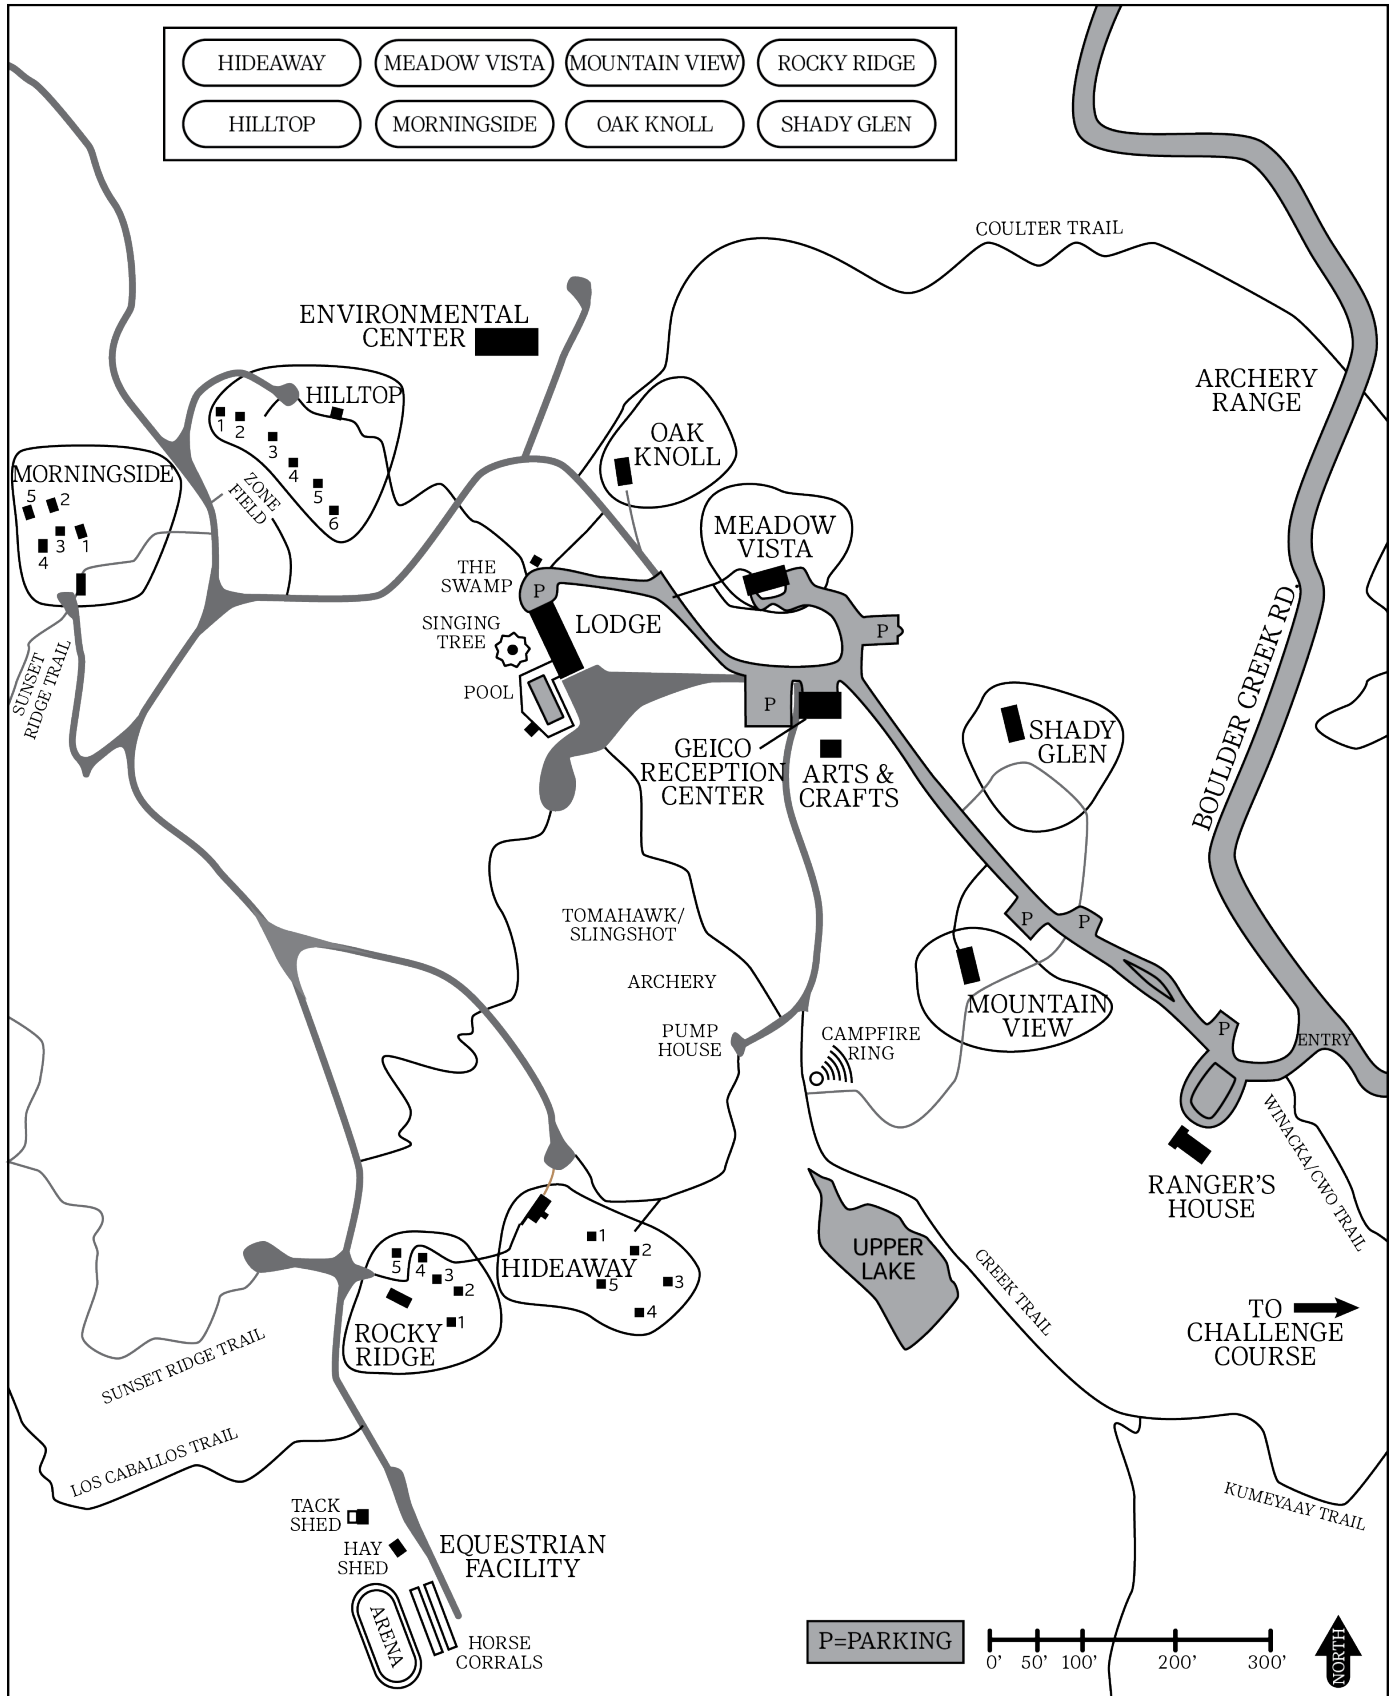 HIDEAWAY
MEADOW VISTA
MOUNTAIN VIEW
ROCKY RIDGE
HILLTOP
MORNINGSIDE
OAK KNOLL
SHADY GLEN
COULTER TRAIL
ENVIRONMENTAL
CENTER
ARCHERY
RANGE
HILLTOP
1
2
3
4
5
6
OAK
KNOLL
MORNINGSIDE
5
2
3
1
4
ZONE
FIELD
MEADOW
VISTA
THE
SWAMP
P
LODGE
SINGING
TREE
P
BOULDER CREEK RD.
SUNSET
RIDGE TRAIL
POOL
P
SHADY
GLEN
GEICO
RECEPTION
CENTER
ARTS &
CRAFTS
TOMAHAWK/
SLINGSHOT
P
P
ARCHERY
MOUNTAIN
VIEW
PUMP
HOUSE
CAMPFIRE
RING
P
ENTRY
WINACKA/CWO TRAIL
RANGER'S
HOUSE
HIDEAWAY
1
2
3
5
4
5
4
3
2
1
ROCKY
RIDGE
UPPER
LAKE
CREEK TRAIL
TO
CHALLENGE
COURSE
SUNSET RIDGE TRAIL
LOS CABALLOS TRAIL
KUMEYAAY TRAIL
TACK
SHED
HAY
SHED
EQUESTRIAN
FACILITY
ARENA
HORSE
CORRALS
P=PARKING
0' 50' 100' 200' 300'
NORTH